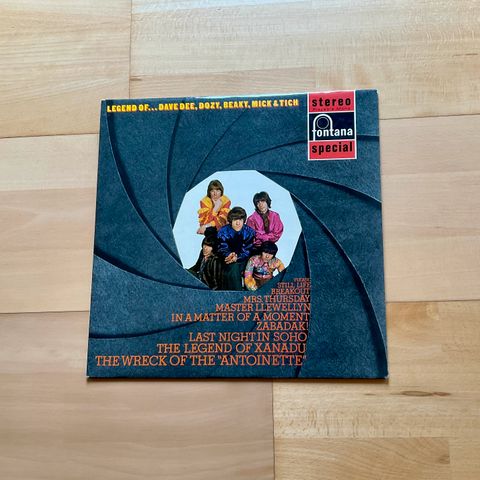 LEGEND OF... DAVE DEE, DOZY, BEAKY, MICK & TICH
stereo
fontana
special
PLEASE
STILL LIFE
BREAKOUT
MRS. THURSDAY
MASTER LLEWELLYN
IN A MATTER OF A MOMENT
ZABADAK!
LAST NIGHT IN SOHO
THE LEGEND OF XANADU
THE WRECK OF THE "ANTOINETTE"